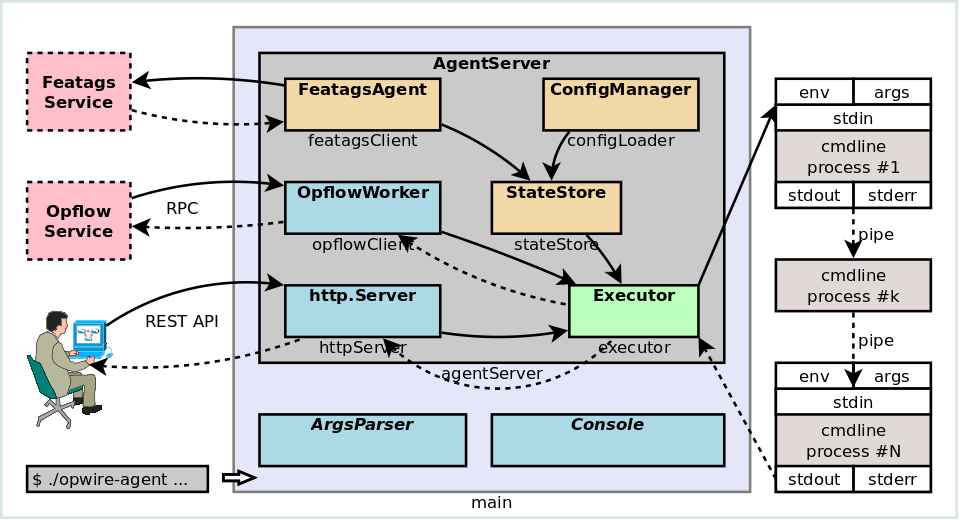 AgentServer
Featags
Service
FeatagsAgent
featagsClient
ConfigManager
configLoader
Opflow
Service
RPC
OpflowWorker
opflowClient
StateStore
stateStore
REST API
http.Server
httpServer
Executor
executor
agentServer
ArgsParser
Console
$ ./opwire-agent ...
main
env args
stdin
cmdline
process #1
stdout stderr
pipe
cmdline
process #k
pipe
env args
stdin
cmdline
process #N
stdout stderr